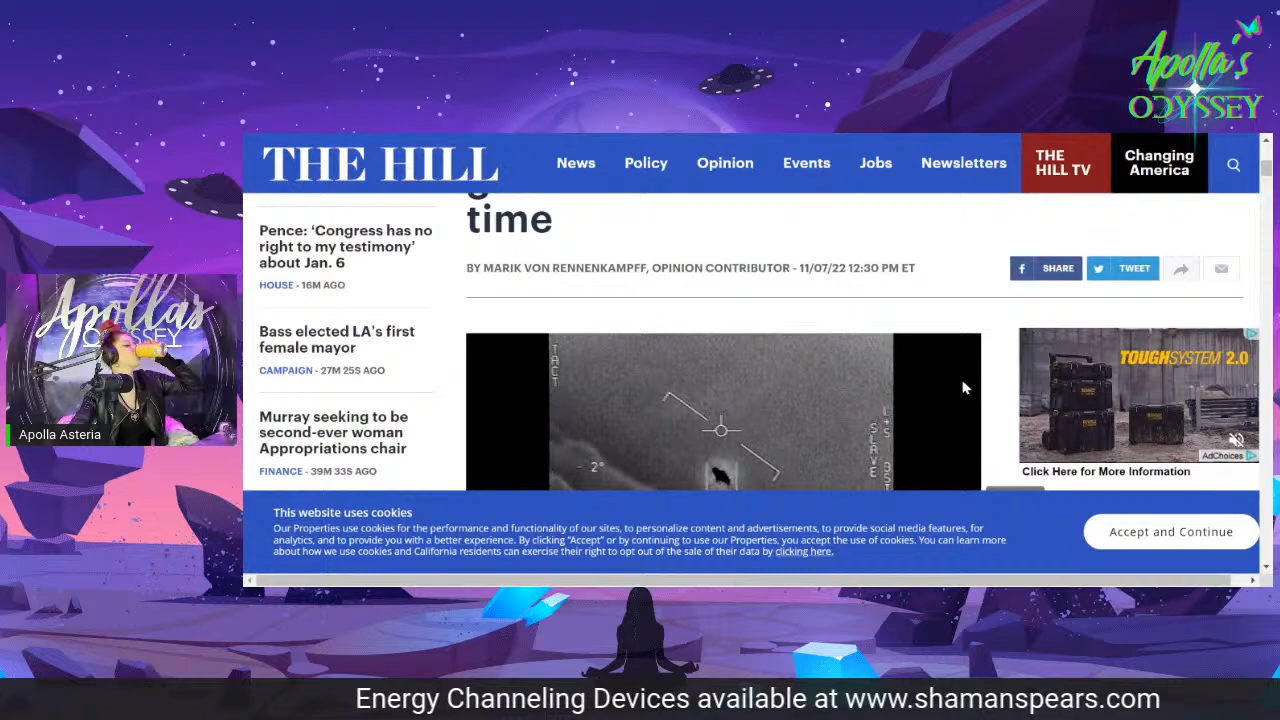 Apolla's
ODYSSEY
THE HILL
News
Policy
Opinion
Events
Jobs
Newsletters
THE
HILL TV
Changing
America
time
BY MARIK VON RENNENKAMPFF, OPINION CONTRIBUTOR - 11/07/22 12:30 PM ET
SHARE
TWEET
Pence: ‘Congress has no
right to my testimony’
about Jan. 6
HOUSE - 16M AGO
Bass elected LA's first
female mayor
CAMPAIGN - 27M 25S AGO
Murray seeking to be
second-ever woman
Appropriations chair
FINANCE - 39M 33S AGO
TACT
- 2°
L+S
SLAVE
BST
TOUGHSYSTEM 2.0
AdChoices
Click Here for More Information
Apollas
ODYSSEY
Apolla Asteria
This website uses cookies
Our Properties use cookies for the performance and functionality of our sites, to personalize content and advertisements, to provide social media features, for
analytics, and to provide you with a better experience. By clicking “Accept” or by continuing to use our Properties, you accept the use of cookies. You can learn more
about how we use cookies and California residents can exercise their right to opt out of the sale of their data by clicking here.
Accept and Continue
Energy Channeling Devices available at www.shamanspears.com